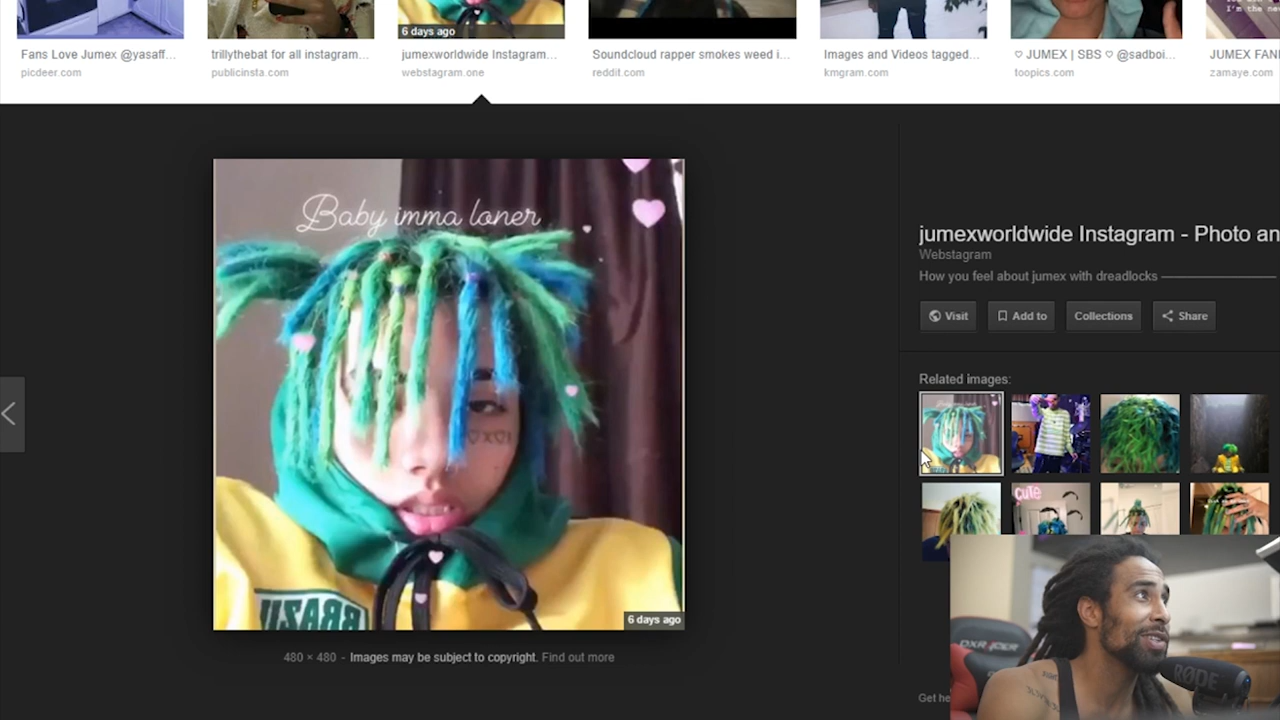 I'm the ne
6 days ago
Fans Love Jumex @yasaff...
trillythebat for all instagram...
jumexworldwide Instagram...
Soundcloud rapper smokes weed i...
Images and Videos tagged...
♡ JUMEX | SBS ♡ @sadboi...
JUMEX FAN
picdeer.com
publicinsta.com
webstagram.one
reddit.com
kmgram.com
toopics.com
zamaye.com
Baby imma loner
BRAZIL
6 days ago
480 × 480 - Images may be subject to copyright. Find out more
jumexworldwide Instagram - Photo an
Webstagram
How you feel about jumex with dreadlocks
Visit
Add to
Collections
Share
Related images:
CUTE
Get he
DXRACER
RØDE